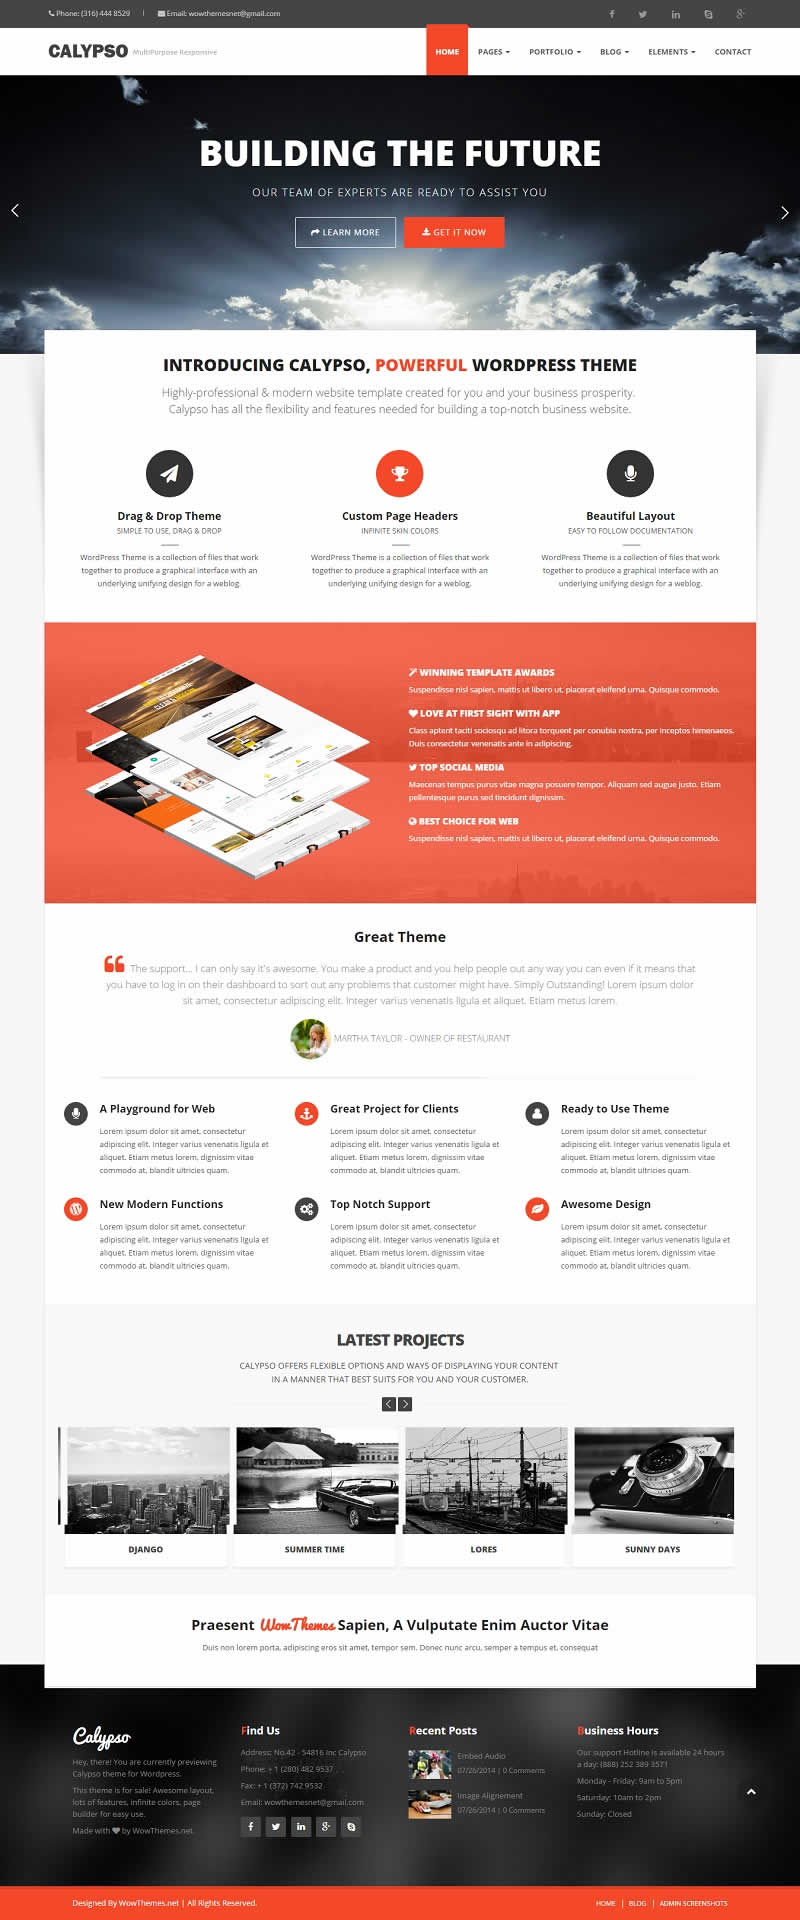 Phone: (316) 444 8529 | Email: wowthemesnet@gmail.com
CALYPSO MultiPurpose Responsive
HOME PAGES PORTFOLIO BLOG ELEMENTS CONTACT
BUILDING THE FUTURE
OUR TEAM OF EXPERTS ARE READY TO ASSIST YOU
LEARN MORE GET IT NOW
INTRODUCING CALYPSO, POWERFUL WORDPRESS THEME
Highly-professional & modern website template created for you and your business prosperity.
Calypso has all the flexibility and features needed for building a top-notch business website.
Drag & Drop Theme
SIMPLE TO USE, DRAG & DROP
WordPress Theme is a collection of files that work
together to produce a graphical interface with an
underlying unifying design for a weblog.
Custom Page Headers
INFINITE SKIN COLORS
WordPress Theme is a collection of files that work
together to produce a graphical interface with an
underlying unifying design for a weblog.
Beautiful Layout
EASY TO FOLLOW DOCUMENTATION
WordPress Theme is a collection of files that work
together to produce a graphical interface with an
underlying unifying design for a weblog.
WINNING TEMPLATE AWARDS
Suspendisse nisl sapien, mattis ut libero ut, placerat eleifend urna. Quisque commodo.
LOVE AT FIRST SIGHT WITH APP
Class aptent taciti sociosqu ad litora torquent per conubia nostra, per inceptos himenaeos.
Duis consectetur venenatis ante in adipiscing.
TOP SOCIAL MEDIA
Maecenas tempus purus vitae magna posuere tempor. Aliquam sed augue justo. Etiam
pellentesque purus sed tincidunt dignissim.
BEST CHOICE FOR WEB
Suspendisse nisl sapien, mattis ut libero ut, placerat eleifend urna. Quisque commodo.
Great Theme
The support... I can only say it's awesome. You make a product and you help people out any way you can even if it means that
you have to log in on their dashboard to sort out any problems that customer might have. Simply Outstanding! Lorem ipsum dolor
sit amet, consectetur adipiscing elit. Integer varius venenatis ligula et aliquet. Etiam metus lorem.
MARTHA TAYLOR - OWNER OF RESTAURANT
A Playground for Web
Lorem ipsum dolor sit amet, consectetur
adipiscing elit. Integer varius venenatis ligula et
aliquet. Etiam metus lorem, dignissim vitae
commodo at, blandit ultricies quam.
Great Project for Clients
Lorem ipsum dolor sit amet, consectetur
adipiscing elit. Integer varius venenatis ligula et
aliquet. Etiam metus lorem, dignissim vitae
commodo at, blandit ultricies quam.
Ready to Use Theme
Lorem ipsum dolor sit amet, consectetur
adipiscing elit. Integer varius venenatis ligula et
aliquet. Etiam metus lorem, dignissim vitae
commodo at, blandit ultricies quam.
New Modern Functions
Lorem ipsum dolor sit amet, consectetur
adipiscing elit. Integer varius venenatis ligula et
aliquet. Etiam metus lorem, dignissim vitae
commodo at, blandit ultricies quam.
Top Notch Support
Lorem ipsum dolor sit amet, consectetur
adipiscing elit. Integer varius venenatis ligula et
aliquet. Etiam metus lorem, dignissim vitae
commodo at, blandit ultricies quam.
Awesome Design
Lorem ipsum dolor sit amet, consectetur
adipiscing elit. Integer varius venenatis ligula et
aliquet. Etiam metus lorem, dignissim vitae
commodo at, blandit ultricies quam.
LATEST PROJECTS
CALYPSO OFFERS FLEXIBLE OPTIONS AND WAYS OF DISPLAYING YOUR CONTENT
IN A MANNER THAT BEST SUITS FOR YOU AND YOUR CUSTOMER.
DJANGO
SUMMER TIME
LORES
SUNNY DAYS
Praesent WowThemes Sapien, A Vulputate Enim Auctor Vitae
Duis non lorem porta, adipiscing eros sit amet, tempor sem. Donec nunc arcu, semper a tempus et, consequat
Calypso
Hey, there! You are currently previewing
Calypso theme for Wordpress.
This theme is for sale! Awesome layout,
lots of features, infinite colors, page
builder for easy use.
Made with by WowThemes.net.
Find Us
Address: No.42 - 54816 Inc Calypso
Phone: + 1 (280) 482 9537 . .
Fax: + 1 (372) 742 9532
Email: wowthemesnet@gmail.com
Recent Posts
Embed Audio
07/26/2014 | 0 Comments
Image Alignement
07/26/2014 | 0 Comments
Business Hours
Our support Hotline is available 24 hours
a day: (888) 252 389 3571
Monday - Friday: 9am to 5pm
Saturday: 10am to 2pm
Sunday: Closed
Designed By WowThemes.net | All Rights Reserved.
HOME | BLOG | ADMIN SCREENSHOTS